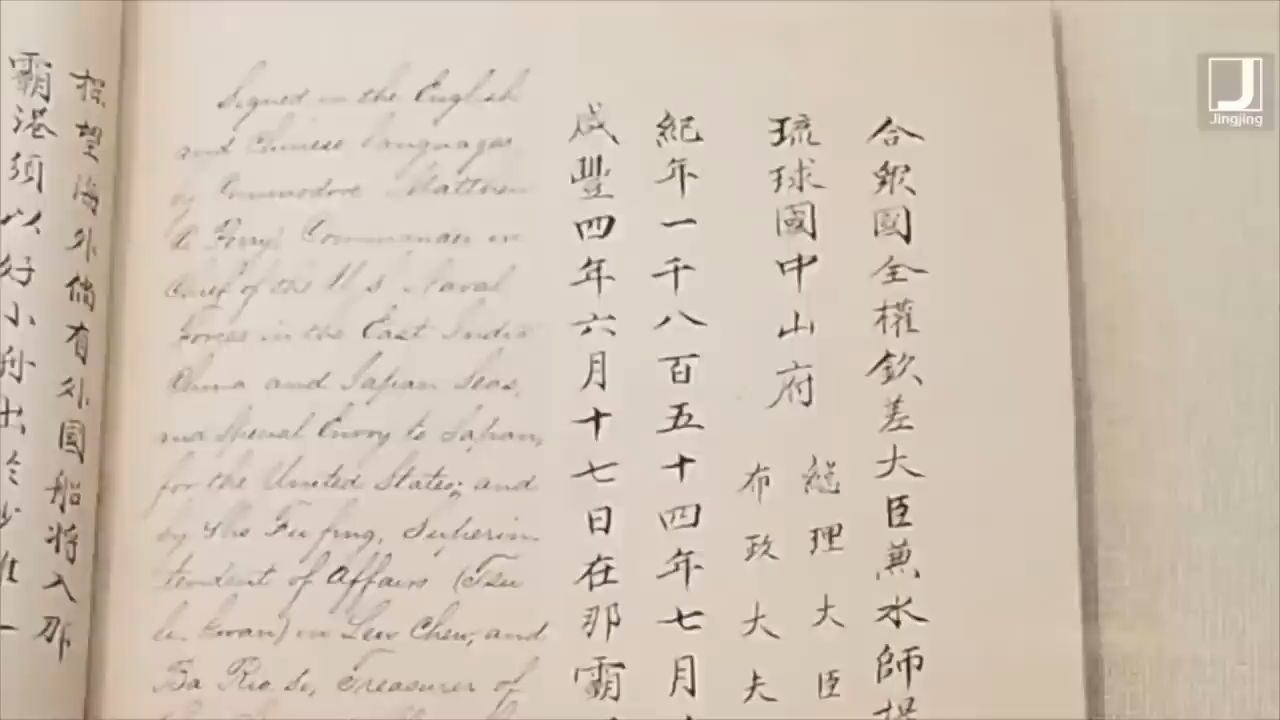 合衆國全權欽差大臣兼水師提
琉球國中山府
總理大臣
布政大夫
紀年一千八百五十四年七月
咸豐四年六月十七日在那霸
Signed in the English
and Chinese languages,
by Commodore Matthew
C Perry Commander in
Chief of the U S Naval
Forces in the East India
China and Japan Seas,
and Special Envoy to Japan,
for the United States; and
by Sho Fu fing, Superin
tendent of Affairs (Tsu
li kwan) in Lew Chew, and
Ba Rio si, Treasurer of
探望海外倘有外國船將入那
霸港須以好小舟出
Jingjing